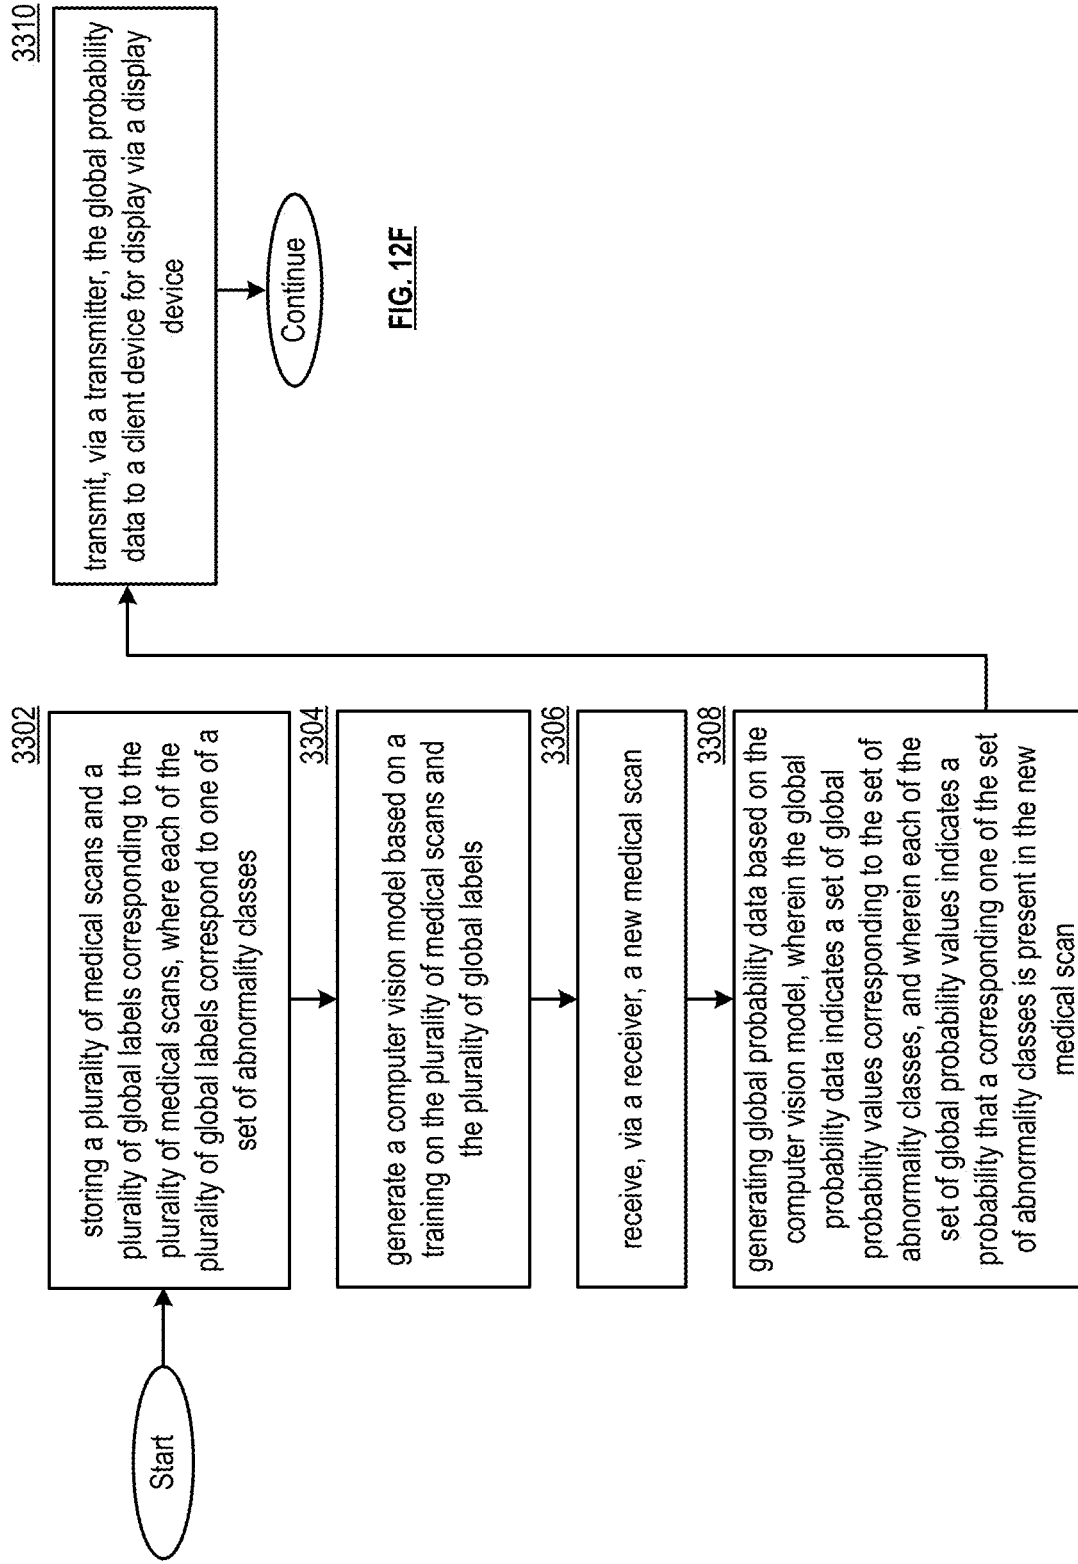 Start
3302
storing a plurality of medical scans and a
plurality of global labels corresponding to the
plurality of medical scans, where each of the
plurality of global labels correspond to one of a
set of abnormality classes
3304
generate a computer vision model based on a
training on the plurality of medical scans and
the plurality of global labels
3306
receive, via a receiver, a new medical scan
3308
generating global probability data based on the
computer vision model, wherein the global
probability data indicates a set of global
probability values corresponding to the set of
abnormality classes, and wherein each of the
set of global probability values indicates a
probability that a corresponding one of the set
of abnormality classes is present in the new
medical scan
3310
transmit, via a transmitter, the global probability
data to a client device for display via a display
device
Continue
FIG. 12F